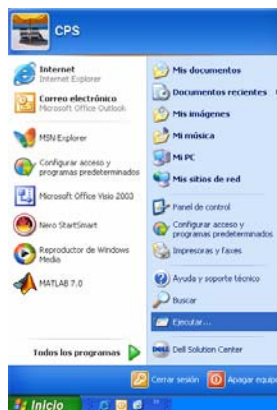 CPS
Internet
Internet Explorer
Correo electrónico
Microsoft Office Outlook
MSN Explorer
Configurar acceso y
programas predeterminados
Microsoft Office Visio 2003
Nero StartSmart
Reproductor de Windows
Media
MATLAB 7.0
Todos los programas
Mis documentos
Documentos recientes
Mis imágenes
Mi música
Mi PC
Mis sitios de red
Panel de control
Configurar acceso y
programas predeterminados
Impresoras y faxes
Ayuda y soporte técnico
Buscar
Ejecutar...
DELL Dell Solution Center
Cerrar sesión
Apagar equipo
Inicio